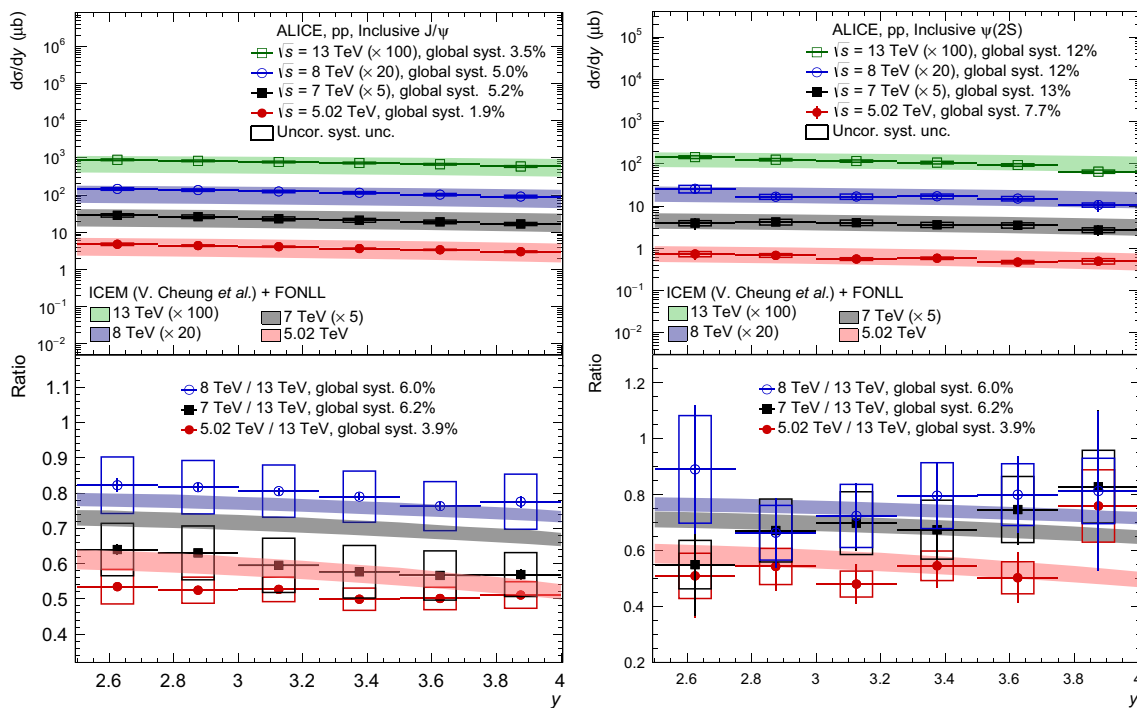 dσ/dy (μb)
ALICE, pp, Inclusive J/ψ
√s = 13 TeV (× 100), global syst. 3.5%
√s = 8 TeV (× 20), global syst. 5.0%
√s = 7 TeV (× 5), global syst. 5.2%
√s = 5.02 TeV, global syst. 1.9%
Uncor. syst. unc.
10⁶
10⁵
10⁴
10³
10²
10
1
10⁻¹
10⁻²
ICEM (V. Cheung et al.) + FONLL
13 TeV (× 100)
7 TeV (× 5)
8 TeV (× 20)
5.02 TeV
Ratio
8 TeV / 13 TeV, global syst. 6.0%
7 TeV / 13 TeV, global syst. 6.2%
5.02 TeV / 13 TeV, global syst. 3.9%
1.1
1
0.9
0.8
0.7
0.6
0.5
0.4
2.6 2.8 3 3.2 3.4 3.6 3.8 4
y
dσ/dy (μb)
ALICE, pp, Inclusive ψ(2S)
√s = 13 TeV (× 100), global syst. 12%
√s = 8 TeV (× 20), global syst. 12%
√s = 7 TeV (× 5), global syst. 13%
√s = 5.02 TeV, global syst. 7.7%
Uncor. syst. unc.
10⁵
10⁴
10³
10²
10
1
10⁻¹
10⁻²
10⁻³
ICEM (V. Cheung et al.) + FONLL
13 TeV (× 100)
7 TeV (× 5)
8 TeV (× 20)
5.02 TeV
Ratio
8 TeV / 13 TeV, global syst. 6.0%
7 TeV / 13 TeV, global syst. 6.2%
5.02 TeV / 13 TeV, global syst. 3.9%
1.2
1
0.8
0.6
0.4
0.2
2.6 2.8 3 3.2 3.4 3.6 3.8 4
y